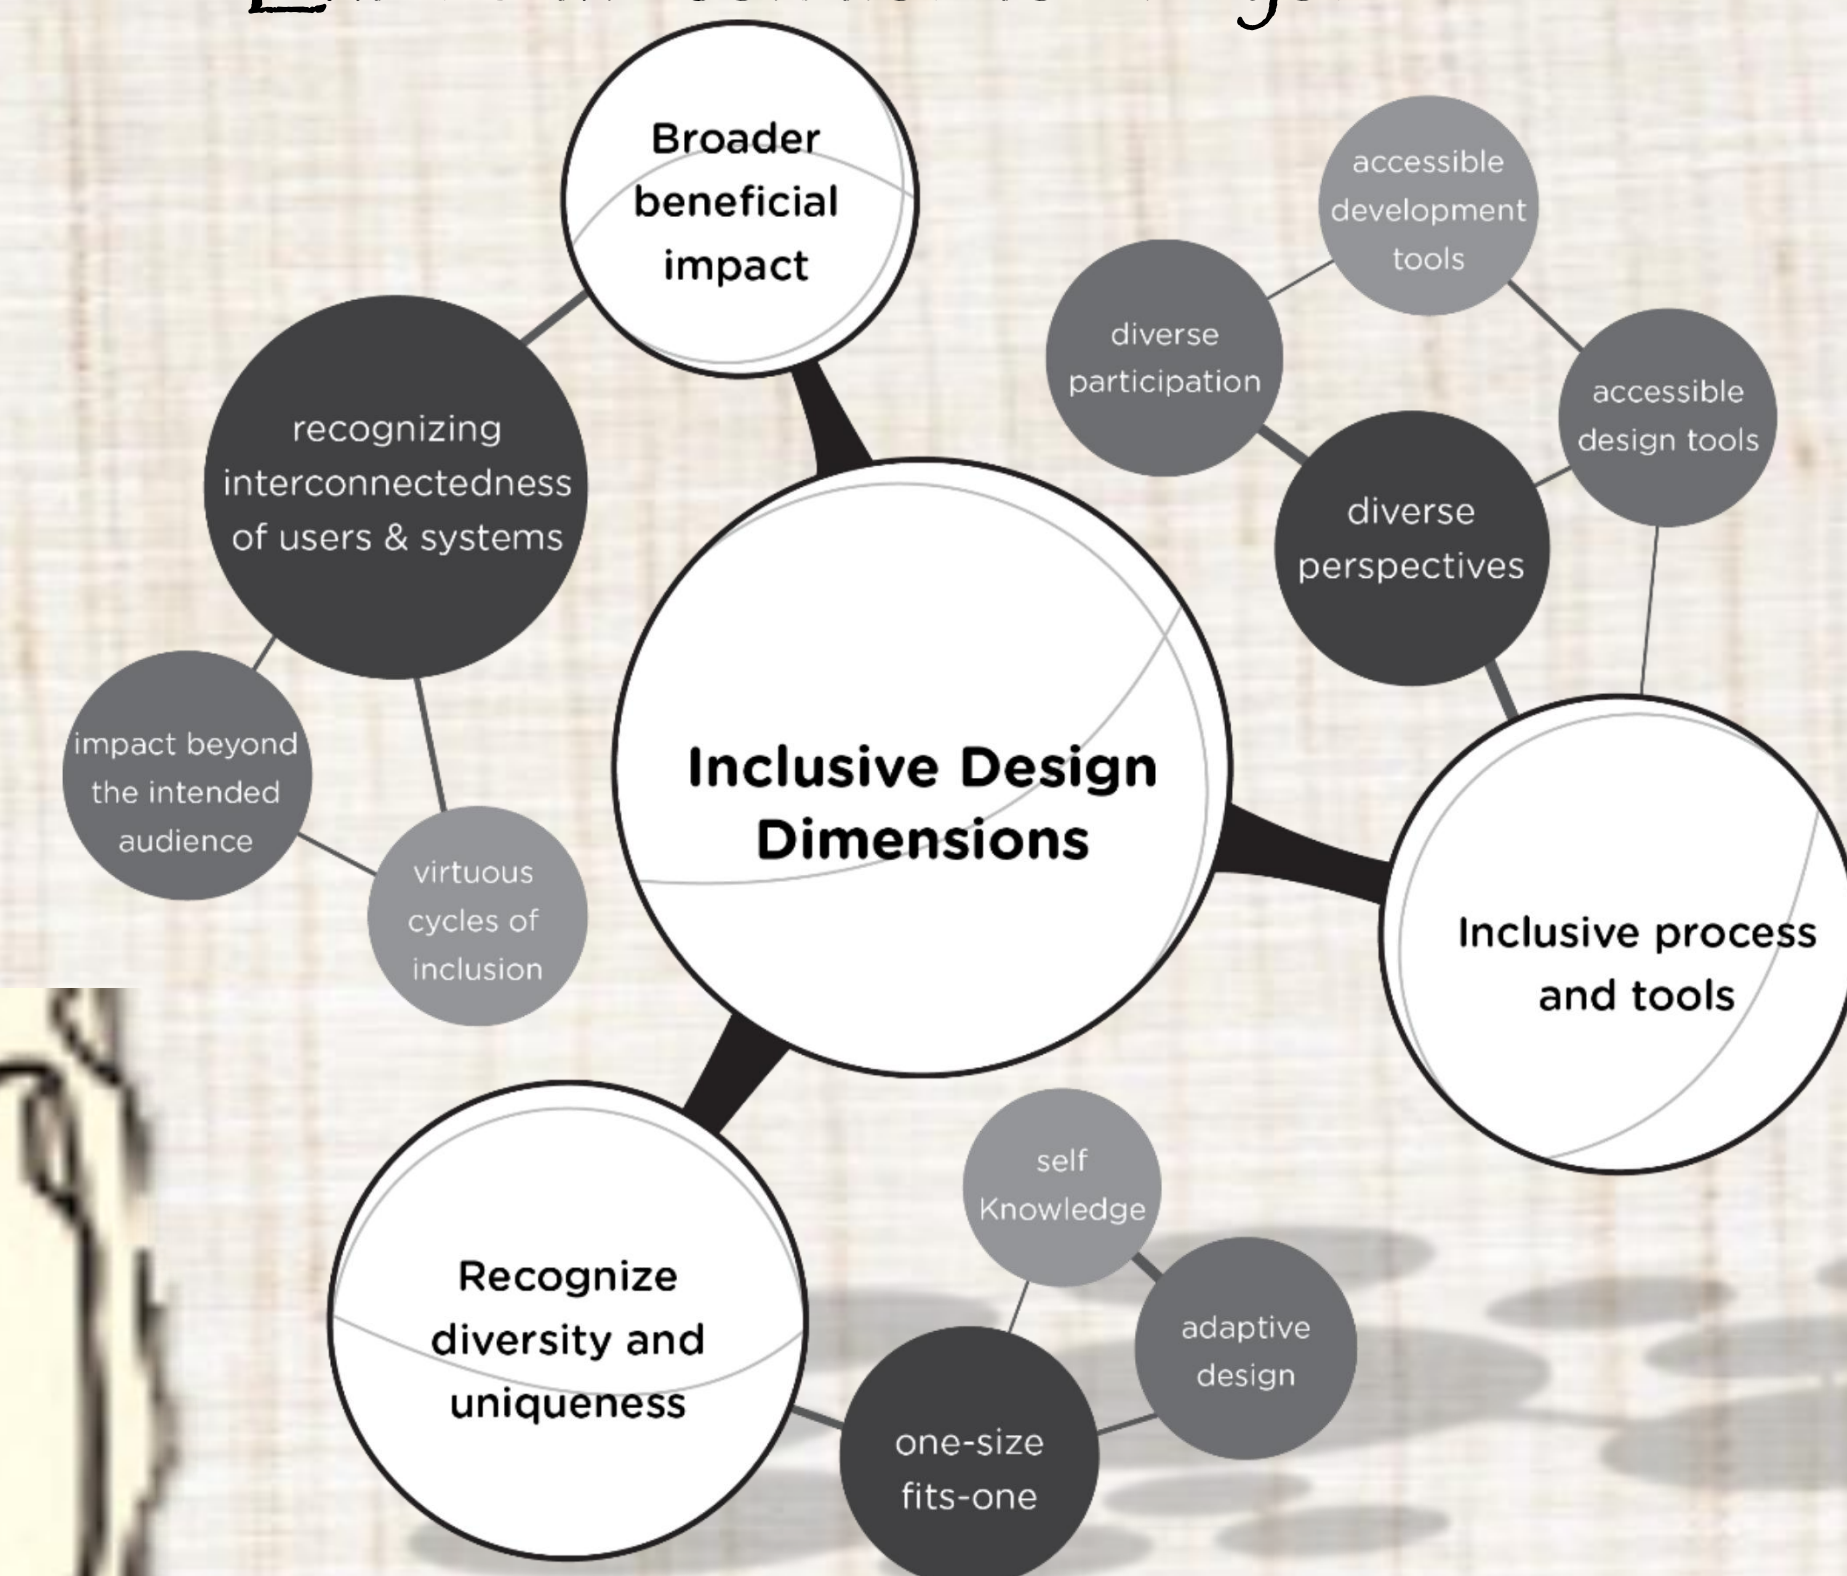 Broader
beneficial
impact
recognizing
interconnectedness
of users & systems
impact beyond
the intended
audience
virtuous
cycles of
inclusion
Inclusive Design
Dimensions
accessible
development
tools
diverse
participation
accessible
design tools
diverse
perspectives
Inclusive process
and tools
Recognize
diversity and
uniqueness
self
Knowledge
adaptive
design
one-size
fits-one